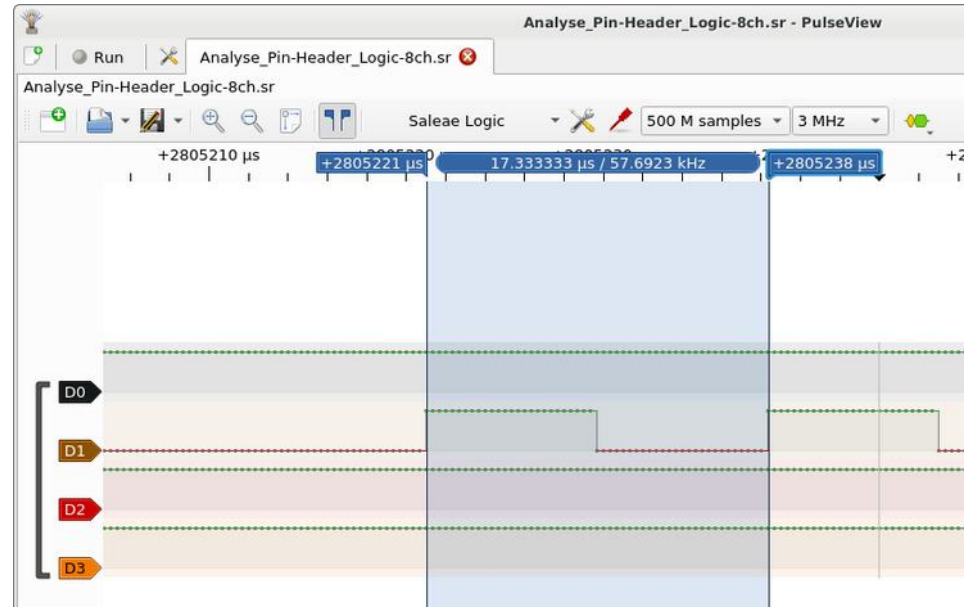 Analyse_Pin-Header_Logic-8ch.sr - PulseView
Run
Analyse_Pin-Header_Logic-8ch.sr
Analyse_Pin-Header_Logic-8ch.sr
Saleae Logic
500 M samples
3 MHz
+2805210 µs
+2805221 µs
17.333333 µs / 57.6923 kHz
+2805238 µs
D0
D1
D2
D3